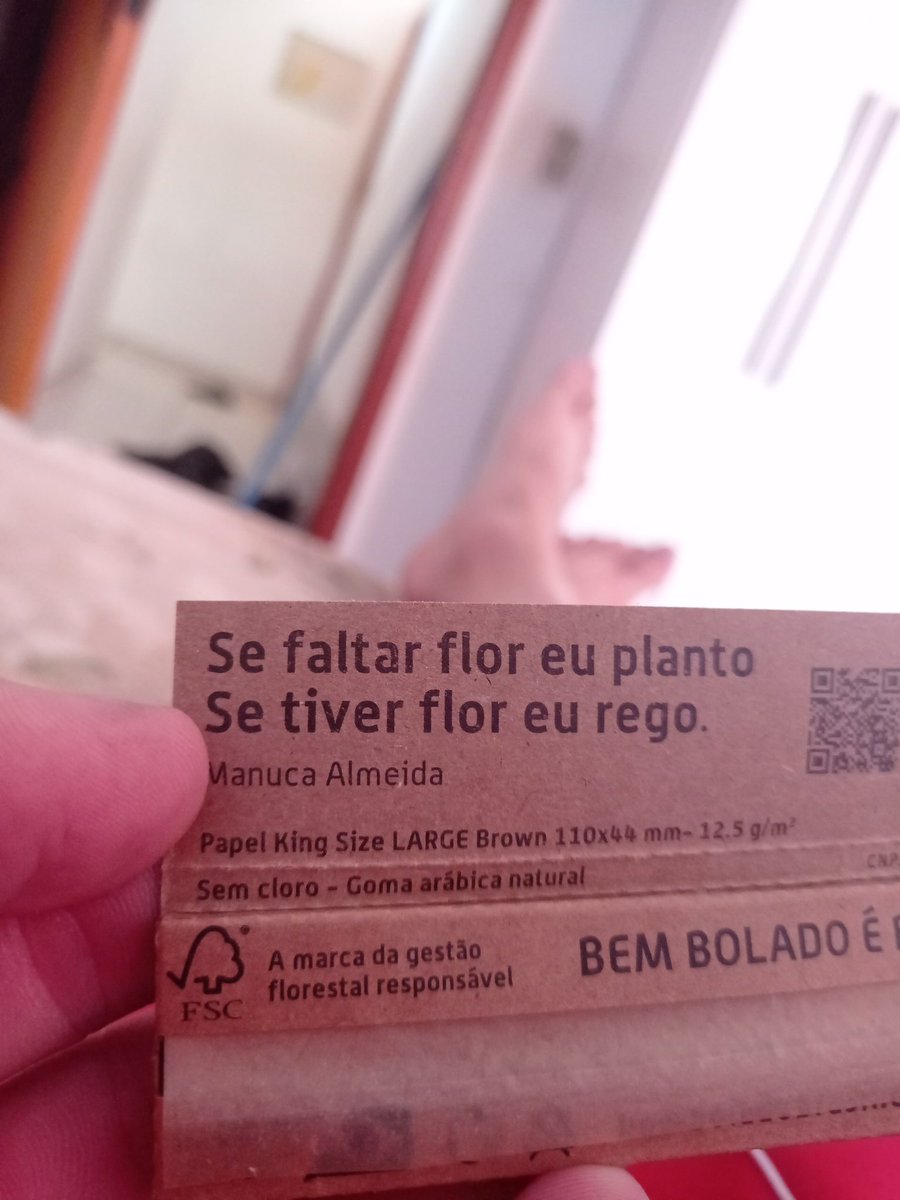 Se faltar flor eu planto
Se tiver flor eu rego.
Manuca Almeida
Papel King Size LARGE Brown 110x44 mm- 12.5 g/m²
Sem cloro - Goma arábica natural
CNP
FSC®
A marca da gestão
florestal responsável
BEM BOLADO É